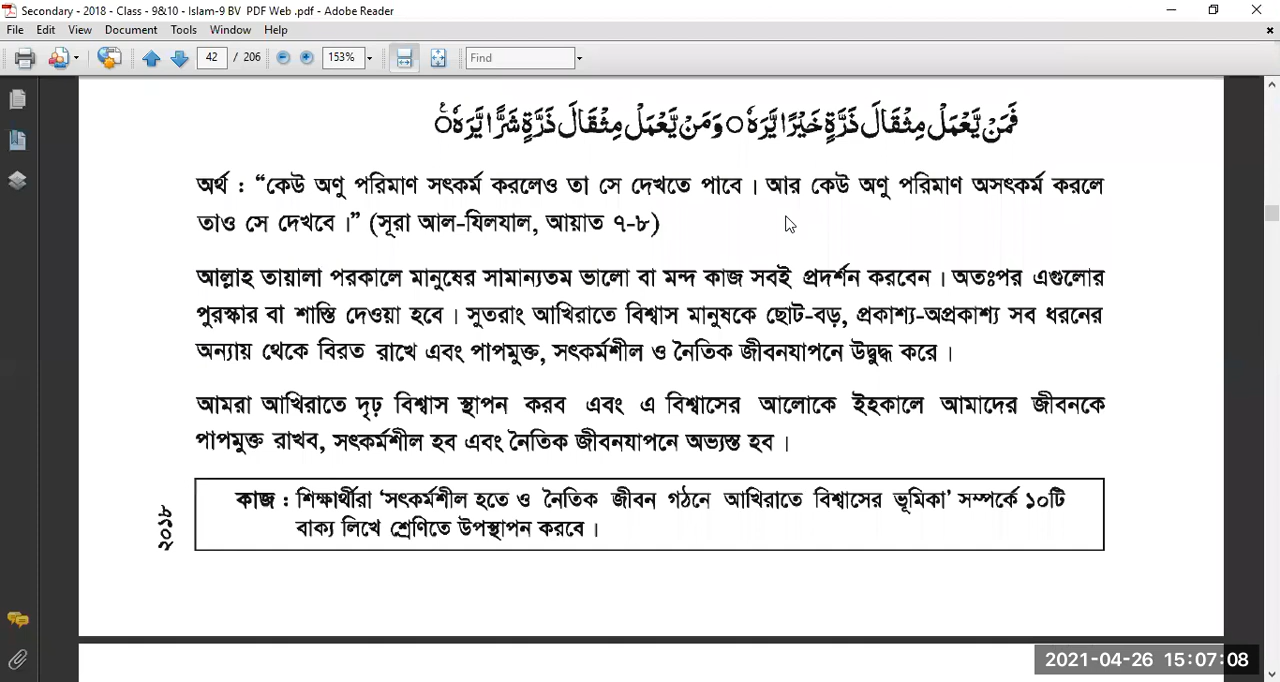 Secondary - 2018 - Class - 9&10 - Islam-9 BV PDF Web .pdf - Adobe Reader
File Edit View Document Tools Window Help
42 / 206 153% Find
فَمَنْ يَّعْمَلْ مِثْقَالَ ذَرَّةٍ خَيْرًا يَّرَهٗ ○ وَمَنْ يَّعْمَلْ مِثْقَالَ ذَرَّةٍ شَرًّا يَّرَهٗ ○
অর্থ : “কেউ অণু পরিমাণ সৎকর্ম করলেও তা সে দেখতে পাবে। আর কেউ অণু পরিমাণ অসৎকর্ম করলে
তাও সে দেখবে।” (সূরা আল-যিলযাল, আয়াত ৭-৮)
আল্লাহ তায়ালা পরকালে মানুষের সামান্যতম ভালো বা মন্দ কাজ সবই প্রদর্শন করবেন। অতঃপর এগুলোর
পুরস্কার বা শাস্তি দেওয়া হবে। সুতরাং আখিরাতে বিশ্বাস মানুষকে ছোট-বড়, প্রকাশ্য-অপ্রকাশ্য সব ধরনের
অন্যায় থেকে বিরত রাখে এবং পাপমুক্ত, সৎকর্মশীল ও নৈতিক জীবনযাপনে উদ্বুদ্ধ করে।
আমরা আখিরাতে দৃঢ় বিশ্বাস স্থাপন করব এবং এ বিশ্বাসের আলোকে ইহকালে আমাদের জীবনকে
পাপমুক্ত রাখব, সৎকর্মশীল হব এবং নৈতিক জীবনযাপনে অভ্যস্ত হব।
কাজ : শিক্ষার্থীরা ‘সৎকর্মশীল হতে ও নৈতিক জীবন গঠনে আখিরাতে বিশ্বাসের ভূমিকা’ সম্পর্কে ১০টি
বাক্য লিখে শ্রেণিতে উপস্থাপন করবে।
২০১৮
2021-04-26 15:07:08